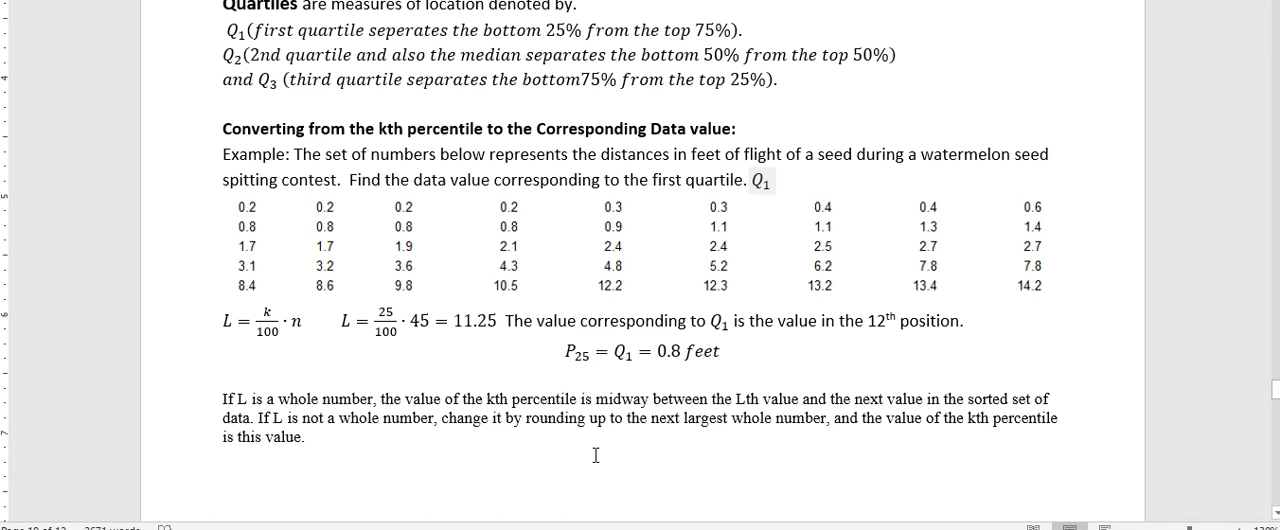 Quartiles are measures of location denoted by.
Q₁(first quartile seperates the bottom 25% from the top 75%).
Q₂(2nd quartile and also the median separates the bottom 50% from the top 50%)
and Q₃ (third quartile separates the bottom75% from the top 25%).
Converting from the kth percentile to the Corresponding Data value:
Example: The set of numbers below represents the distances in feet of flight of a seed during a watermelon seed
spitting contest. Find the data value corresponding to the first quartile. Q₁
0.2 0.2 0.2 0.2 0.3 0.3 0.4 0.4 0.6
0.8 0.8 0.8 0.8 0.9 1.1 1.1 1.3 1.4
1.7 1.7 1.9 2.1 2.4 2.4 2.5 2.7 2.7
3.1 3.2 3.6 4.3 4.8 5.2 6.2 7.8 7.8
8.4 8.6 9.8 10.5 12.2 12.3 13.2 13.4 14.2
L = k/100 · n L = 25/100 · 45 = 11.25 The value corresponding to Q₁ is the value in the 12th position.
P₂₅ = Q₁ = 0.8 feet
If L is a whole number, the value of the kth percentile is midway between the Lth value and the next value in the sorted set of
data. If L is not a whole number, change it by rounding up to the next largest whole number, and the value of the kth percentile
is this value.